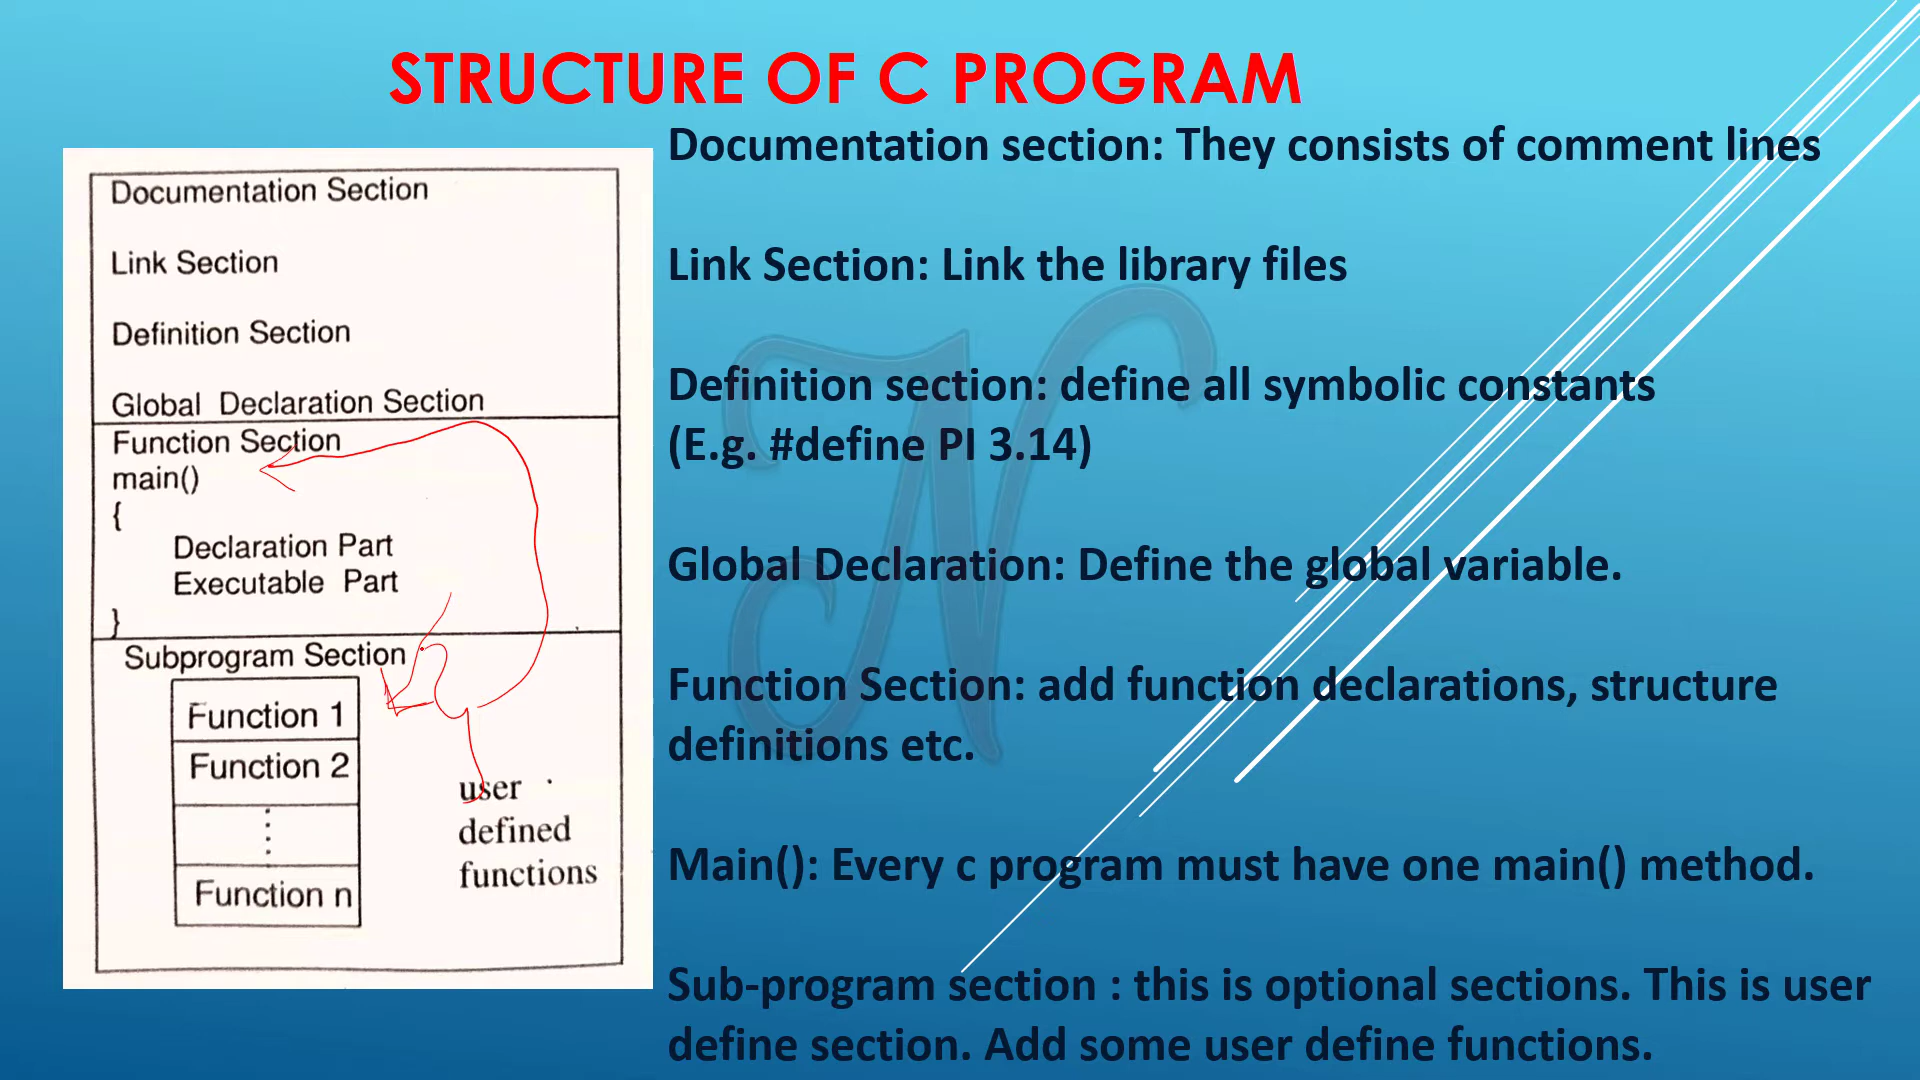 STRUCTURE OF C PROGRAM
Documentation Section
Link Section
Definition Section
Global Declaration Section
Function Section
main()
{
Declaration Part
Executable Part
}
Subprogram Section
Function 1
Function 2
Function n
user
defined
functions
Documentation section: They consists of comment lines
Link Section: Link the library files
Definition section: define all symbolic constants
(E.g. #define PI 3.14)
Global Declaration: Define the global variable.
Function Section: add function declarations, structure
definitions etc.
Main(): Every c program must have one main() method.
Sub-program section : this is optional sections. This is user
define section. Add some user define functions.
N